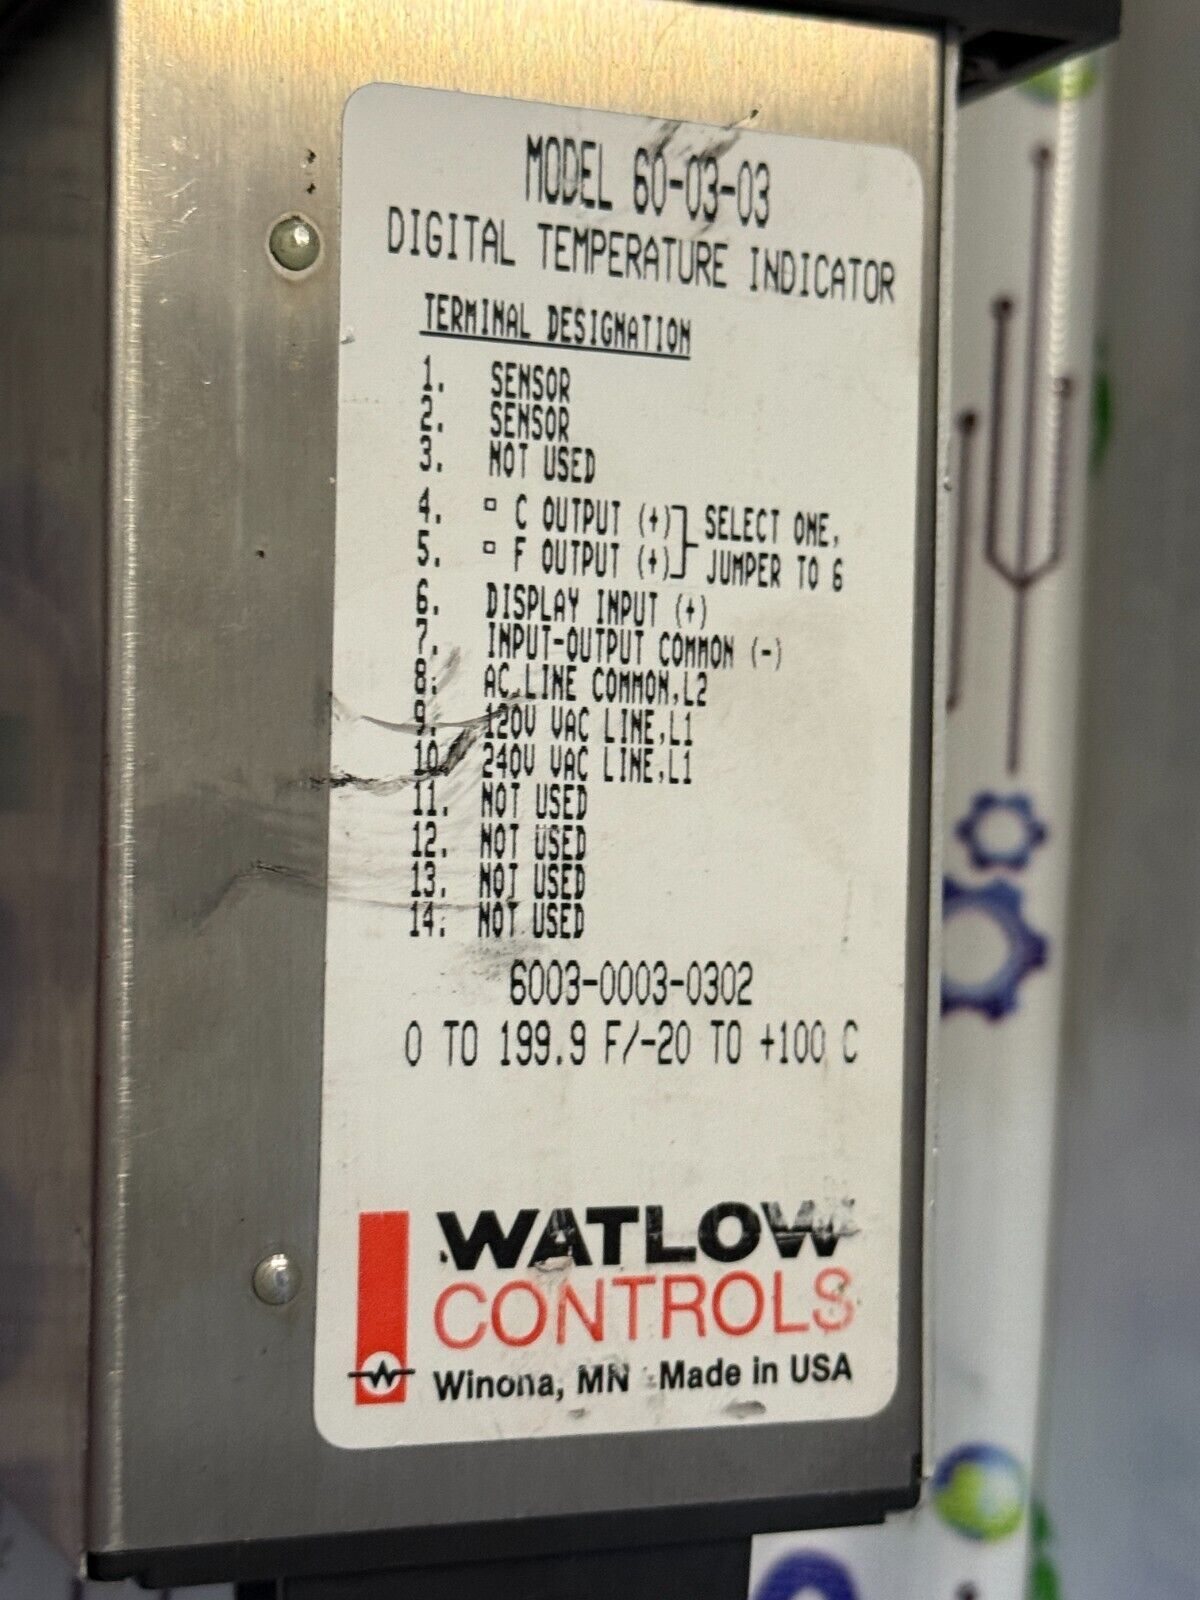 MODEL 60-03-03
DIGITAL TEMPERATURE INDICATOR
TERMINAL DESIGNATION
1. SENSOR
2. SENSOR
3. NOT USED
4. ▫ C OUTPUT (+) SELECT ONE,
5. ▫ F OUTPUT (+) JUMPER TO 6
6. DISPLAY INPUT (+)
7. INPUT-OUTPUT COMMON (-)
8. AC LINE COMMON,L2
9. 120V VAC LINE,L1
10. 240V VAC LINE,L1
11. NOT USED
12. NOT USED
13. NOT USED
14. NOT USED
6003-0003-0302
0 TO 199.9 F/-20 TO +100 C
WATLOW
CONTROLS
Winona, MN Made in USA